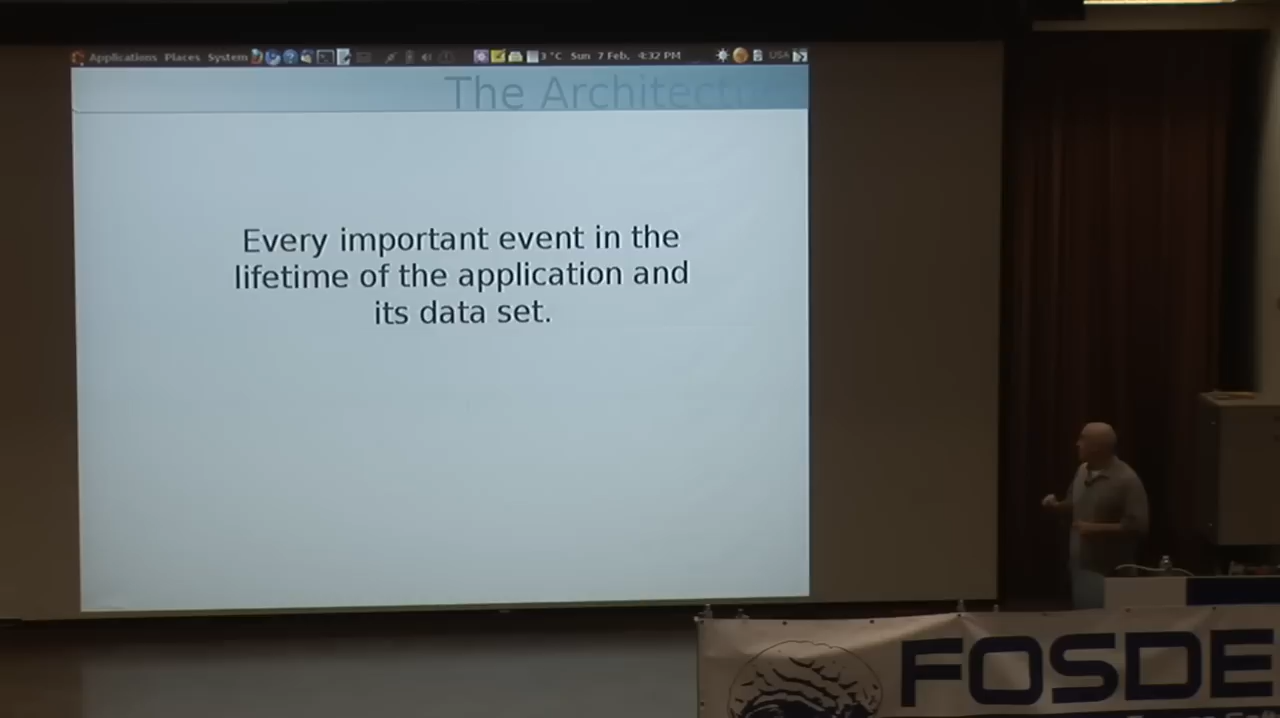 Applications Places System 3 °C Sun 7 Feb, 4:32 PM USA
The Architectu
Every important event in the
lifetime of the application and
its data set.
FOSDE